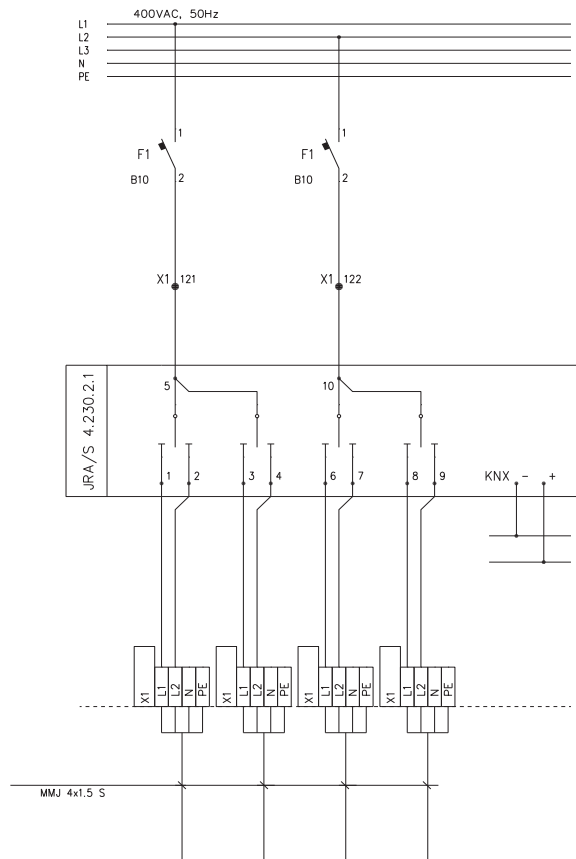 400VAC, 50Hz
L1
L2
L3
N
PE
1 1
F1 F1
B10 2 B10 2
X1 121 X1 122
JRA/S 4.230.2.1
5 10
1 2 3 4 6 7 8 9 KNX - +
X1 L1 L2 N PE X1 L1 L2 N PE X1 L1 L2 N PE X1 L1 L2 N PE
MMJ 4x1.5 S